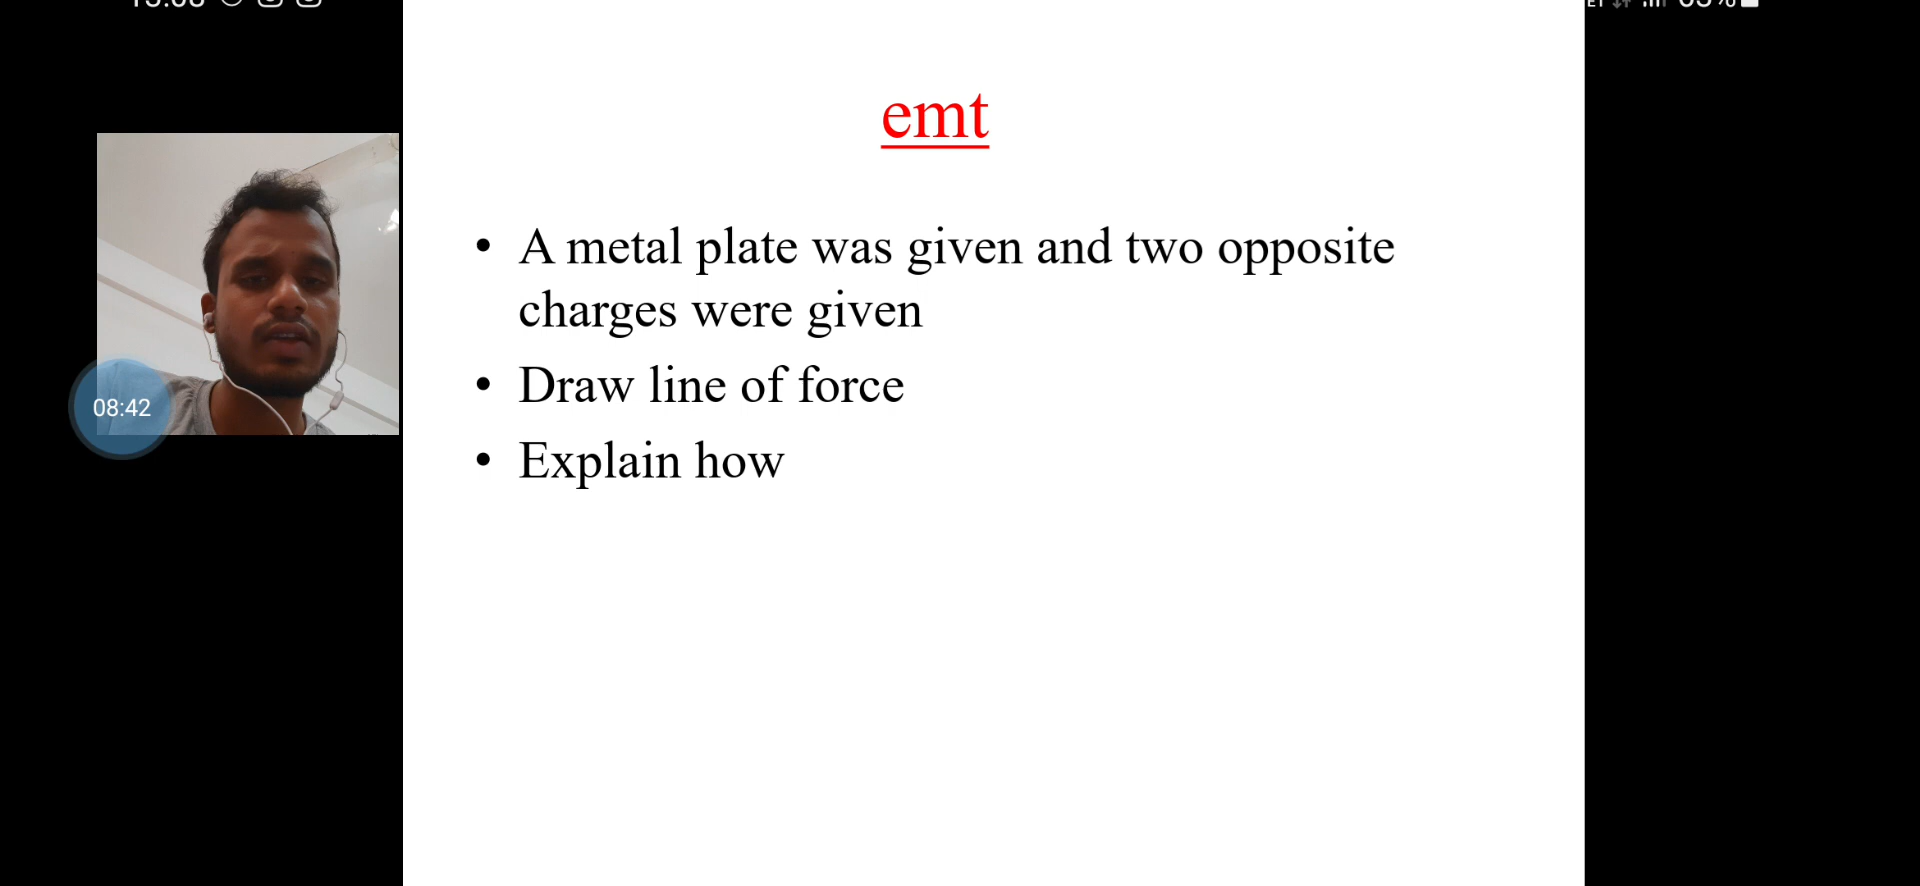 emt
• A metal plate was given and two opposite
charges were given
• Draw line of force
• Explain how
08:42